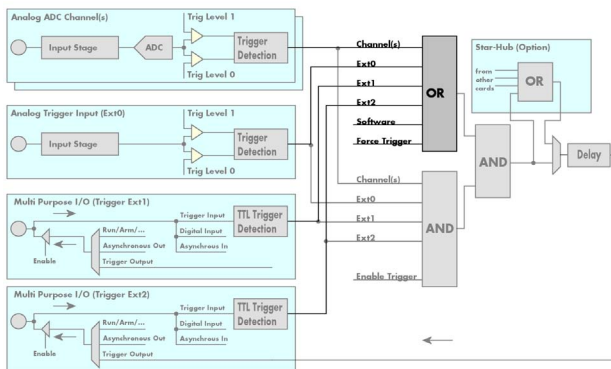 Analog ADC Channel(s)
Trig Level 1
Input Stage
ADC
Trigger
Detection
Trig Level 0
Analog Trigger Input (Ext0)
Trig Level 1
Input Stage
Trigger
Detection
Trig Level 0
Multi Purpose I/O (Trigger Ext1)
Trigger Input
TTL Trigger
Detection
Run/Arm/...
Digital Input
Asynchronous Out
Asynchrous In
Enable
Trigger Output
Multi Purpose I/O (Trigger Ext2)
Trigger Input
TTL Trigger
Detection
Run/Arm/...
Digital Input
Asynchronous Out
Asynchrous In
Enable
Trigger Output
Channel(s)
Ext0
Ext1
Ext2
Software
Force Trigger
OR
Channel(s)
Ext0
Ext1
Ext2
Enable Trigger
AND
AND
Star-Hub (Option)
from
other
cards
OR
Delay